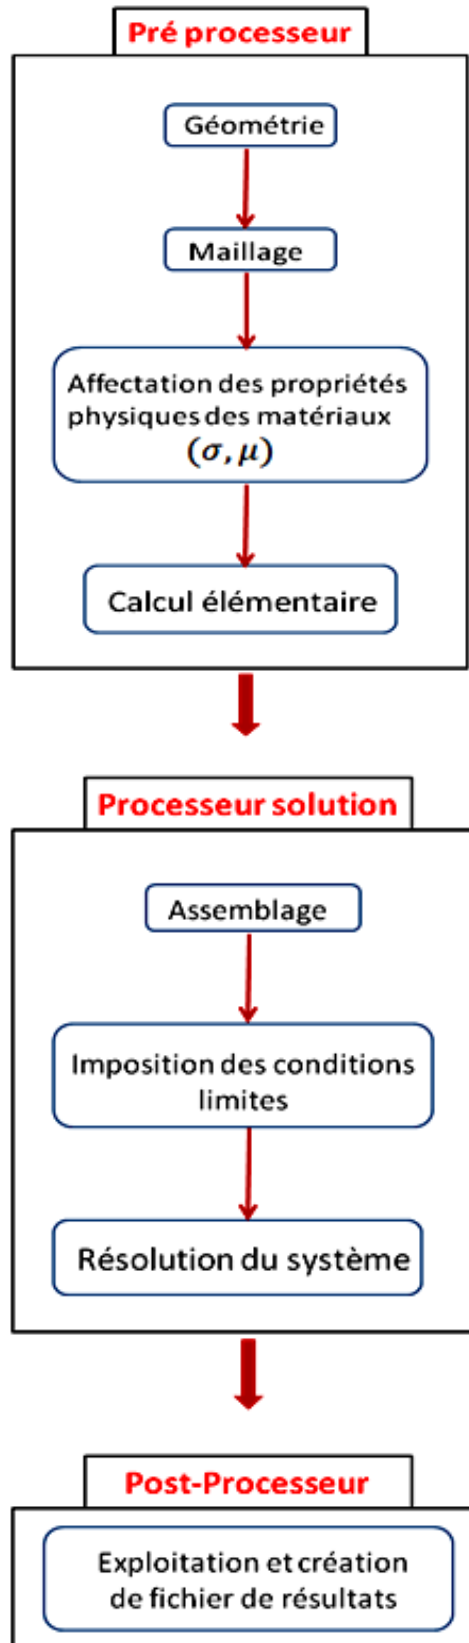 Pré processeur
Géométrie
Maillage
Affectation des propriétés
physiques des matériaux
(σ, μ)
Calcul élémentaire
Processeur solution
Assemblage
Imposition des conditions
limites
Résolution du système
Post-Processeur
Exploitation et création
de fichier de résultats